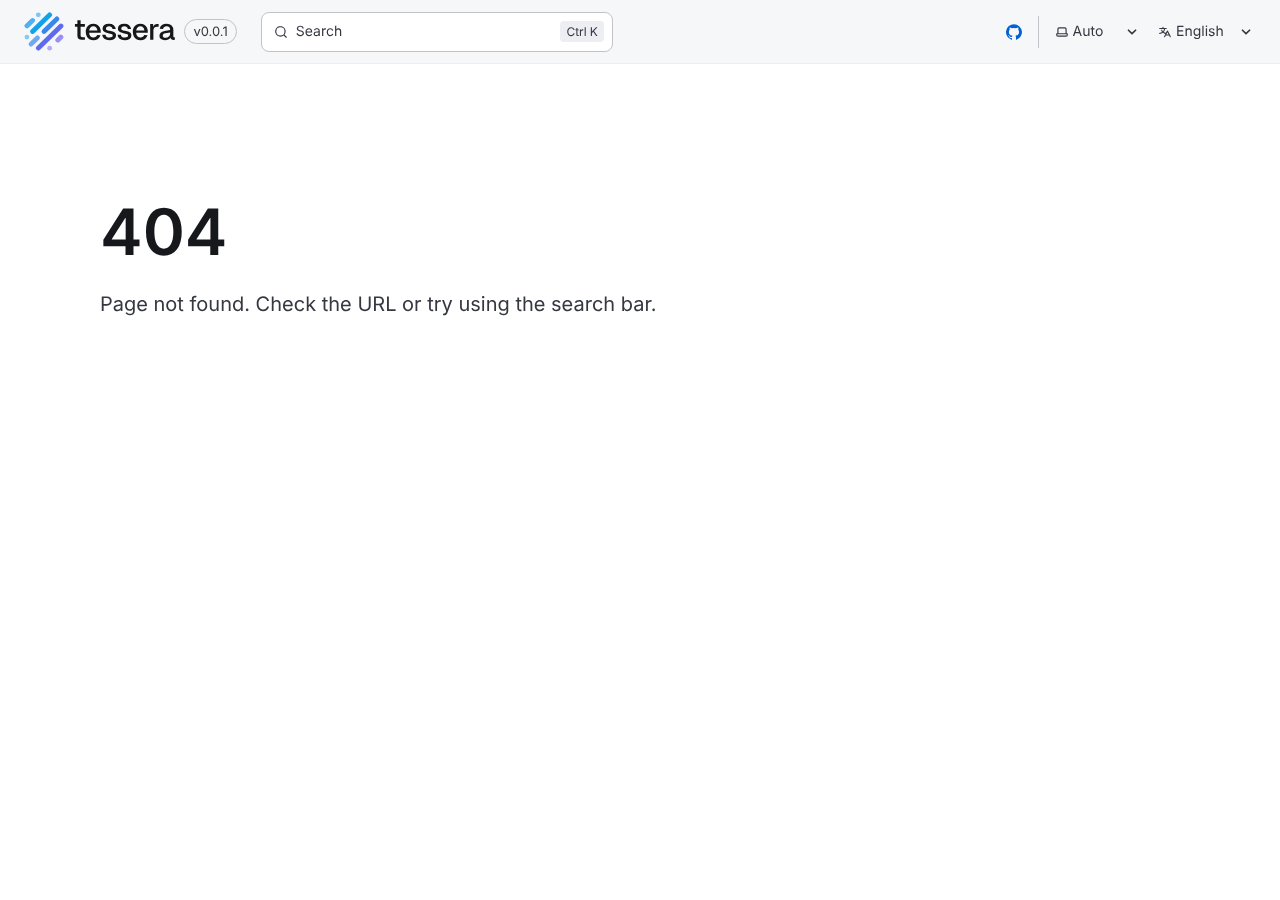 tessera v0.0.1 Search Ctrl K Auto English
404
Page not found. Check the URL or try using the search bar.